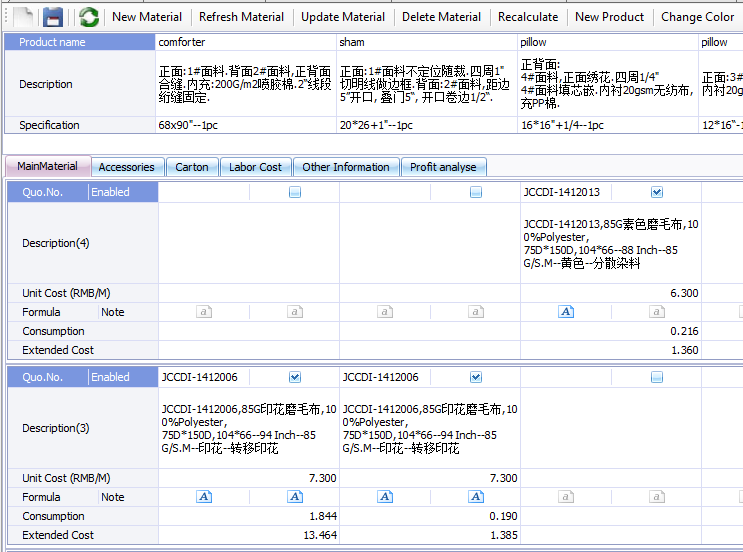 New Material Refresh Material Update Material Delete Material Recalculate New Product Change Color
Product name comforter sham pillow pillow
Description
正面:1#面料.背面2#面料,正背面
合缝.内充:200G/m2喷胶棉.2"线段
绗缝固定.
正面:1#面料不定位随裁.四周1"
切明线做边框.背面:2#面料,距边
5"开口, 叠门5", 开口卷边1/2".
正背面:
4#面料,正面绣花.四周1/4"
4#面料填芯嵌.内衬20gsm无纺布,
充PP棉.
正面:3#
内衬20g
Specification 68x90"--1pc 20*26+1"--1pc 16*16"+1/4--1pc 12*16"-1
MainMaterial Accessories Carton Labor Cost Other Information Profit analyse
Quo.No. Enabled JCCDI-1412013
Description(4)
JCCDI-1412013,85G素色磨毛布,10
0%Polyester,
75D*150D,104*66--88 Inch--85
G/S.M--黄色--分散染料
Unit Cost (RMB/M) 6.300
Formula Note a a a a A a a
Consumption 0.216
Extended Cost 1.360
Quo.No. Enabled JCCDI-1412006 JCCDI-1412006
Description(3)
JCCDI-1412006,85G印花磨毛布,10
0%Polyester,
75D*150D,104*66--94 Inch--85
G/S.M--印花--转移印花
JCCDI-1412006,85G印花磨毛布,10
0%Polyester,
75D*150D,104*66--94 Inch--85
G/S.M--印花--转移印花
Unit Cost (RMB/M) 7.300 7.300
Formula Note A A A A a a a
Consumption 1.844 0.190
Extended Cost 13.464 1.385